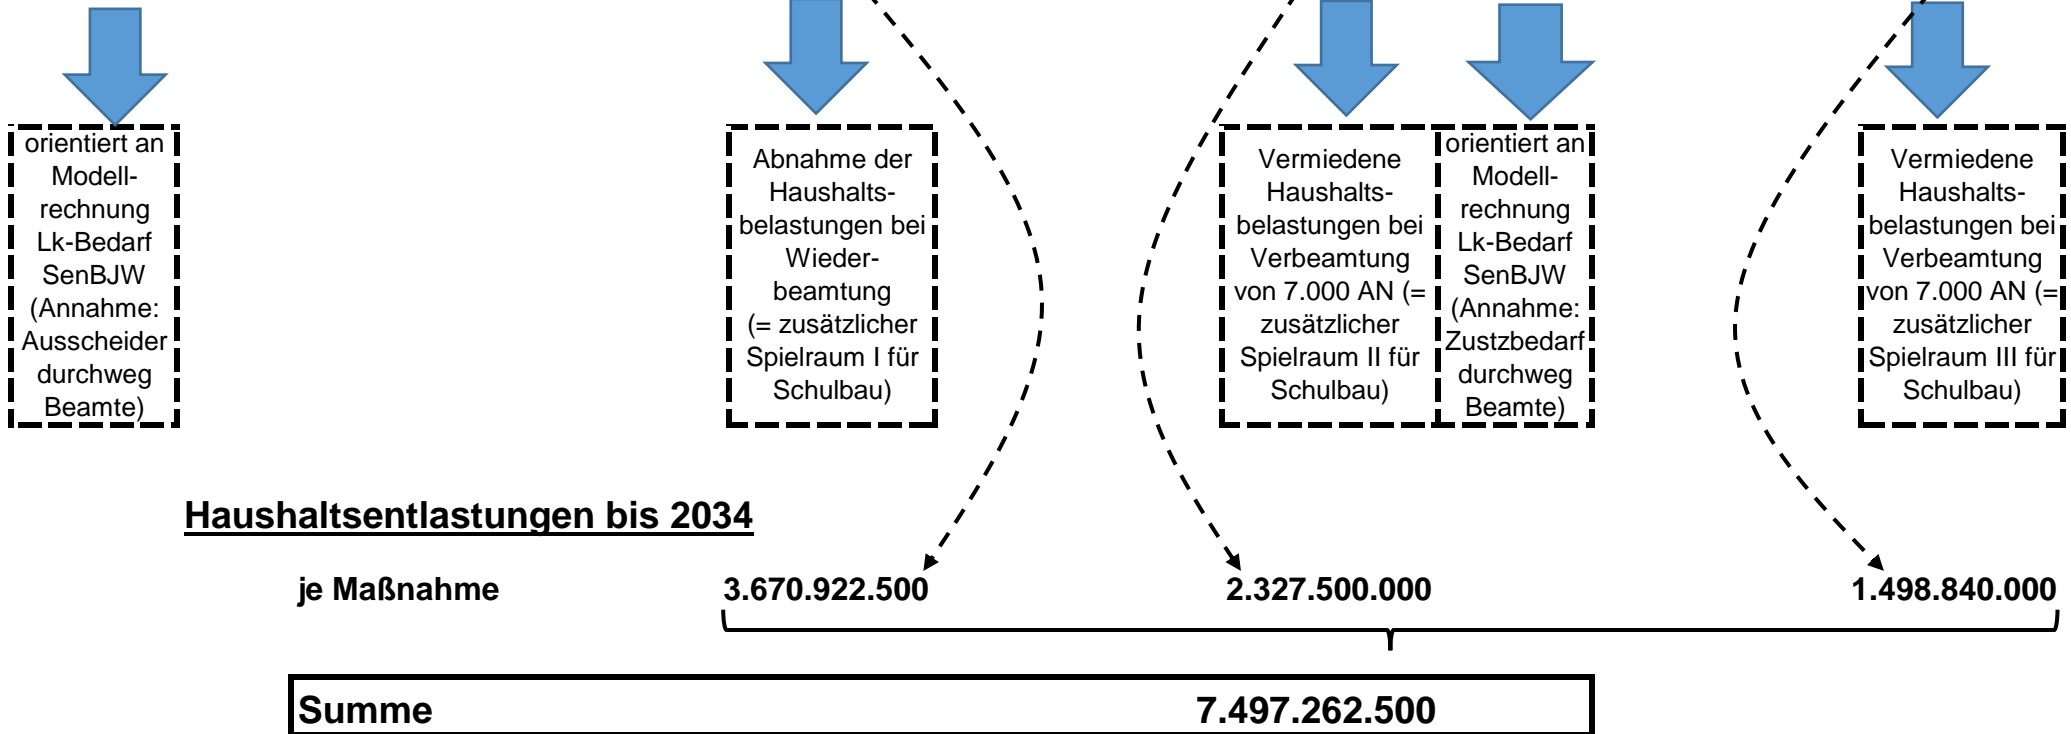 orientiert an
Modell-
rechnung
Lk-Bedarf
SenBJW
(Annahme:
Ausscheider
durchweg
Beamte)
Abnahme der
Haushalts-
belastungen bei
Wieder-
beamtung
(= zusätzlicher
Spielraum I für
Schulbau)
Vermiedene
Haushalts-
belastungen bei
Verbeamtung
von 7.000 AN (=
zusätzlicher
Spielraum II für
Schulbau)
orientiert an
Modell-
rechnung
Lk-Bedarf
SenBJW
(Annahme:
Zustzbedarf
durchweg
Beamte)
Vermiedene
Haushalts-
belastungen bei
Verbeamtung
von 7.000 AN (=
zusätzlicher
Spielraum III für
Schulbau)
Haushaltsentlastungen bis 2034
je Maßnahme 3.670.922.500 2.327.500.000 1.498.840.000
Summe 7.497.262.500